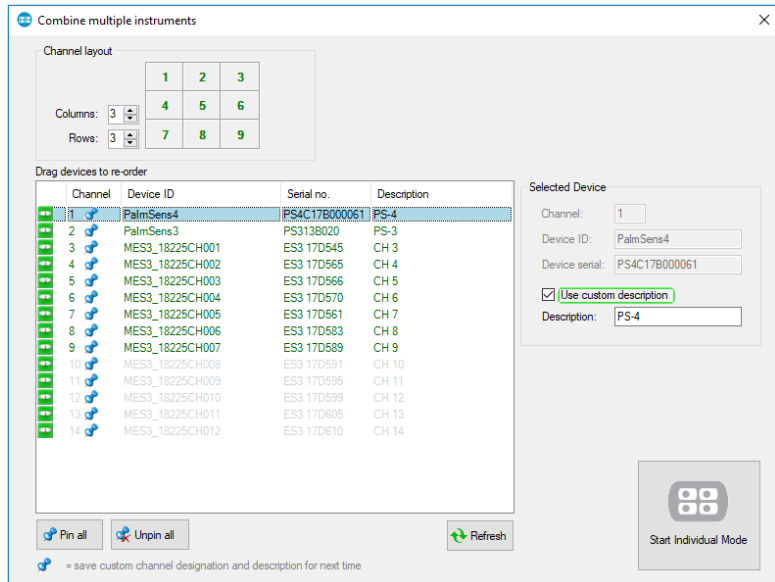 Combine multiple instruments
Channel layout
1 2 3
Columns: 3 4 5 6
Rows: 3 7 8 9
Drag devices to re-order
Channel Device ID Serial no. Description
1 PalmSens4 PS4C17B000061 PS-4
2 PalmSens3 PS313B020 PS-3
3 MES3_18225CH001 ES3 17D545 CH 3
4 MES3_18225CH002 ES3 17D565 CH 4
5 MES3_18225CH003 ES3 17D566 CH 5
6 MES3_18225CH004 ES3 17D570 CH 6
7 MES3_18225CH005 ES3 17D561 CH 7
8 MES3_18225CH006 ES3 17D583 CH 8
9 MES3_18225CH007 ES3 17D589 CH 9
10 MES3_18225CH008 ES3 17D591 CH 10
11 MES3_18225CH009 ES3 17D595 CH 11
12 MES3_18225CH010 ES3 17D599 CH 12
13 MES3_18225CH011 ES3 17D605 CH 13
14 MES3_18225CH012 ES3 17D610 CH 14
Selected Device
Channel: 1
Device ID: PalmSens4
Device serial: PS4C17B000061
Use custom description
Description: PS-4
Pin all Unpin all Refresh
= save custom channel designation and description for next time
Start Individual Mode